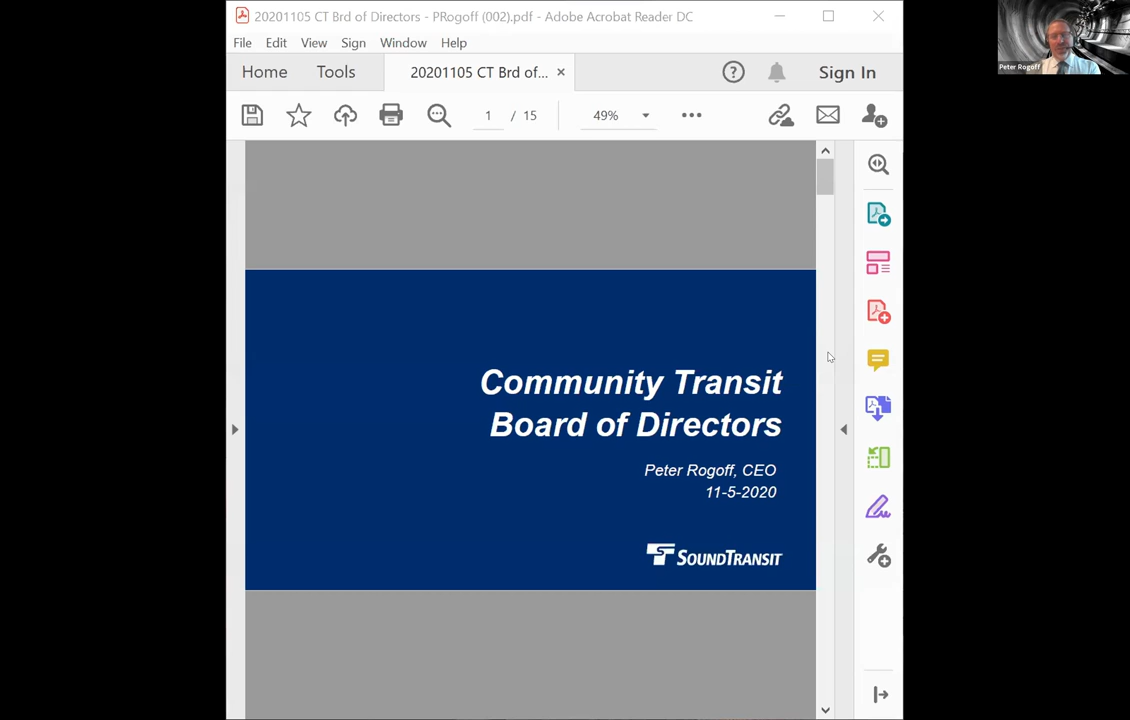 20201105 CT Brd of Directors - PRogoff (002).pdf - Adobe Acrobat Reader DC
File Edit View Sign Window Help
Home Tools 20201105 CT Brd of... × Sign In
1 / 15 49%
Community Transit
Board of Directors
Peter Rogoff, CEO
11-5-2020
SOUNDTRANSIT
Peter Rogoff